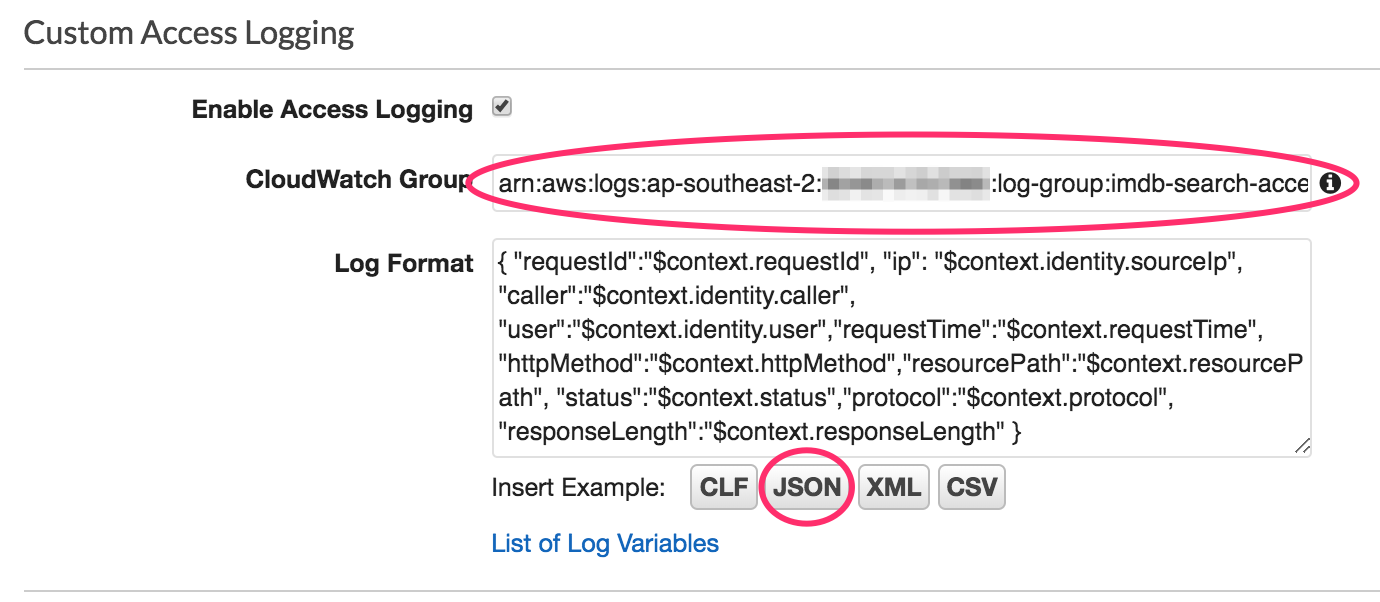 Custom Access Logging
Enable Access Logging
CloudWatch Group arn:aws:logs:ap-southeast-2: :log-group:imdb-search-acce
Log Format
{ "requestId":"$context.requestId", "ip": "$context.identity.sourceIp",
"caller":"$context.identity.caller",
"user":"$context.identity.user","requestTime":"$context.requestTime",
"httpMethod":"$context.httpMethod","resourcePath":"$context.resourceP
ath", "status":"$context.status","protocol":"$context.protocol",
"responseLength":"$context.responseLength" }
Insert Example: CLF JSON XML CSV
List of Log Variables